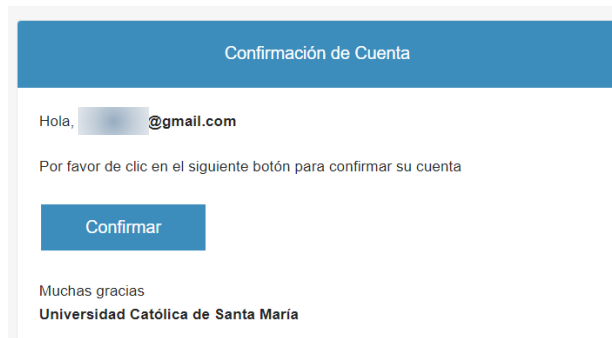 Confirmación de Cuenta
Hola, @gmail.com
Por favor de clic en el siguiente botón para confirmar su cuenta
Confirmar
Muchas gracias
Universidad Católica de Santa María